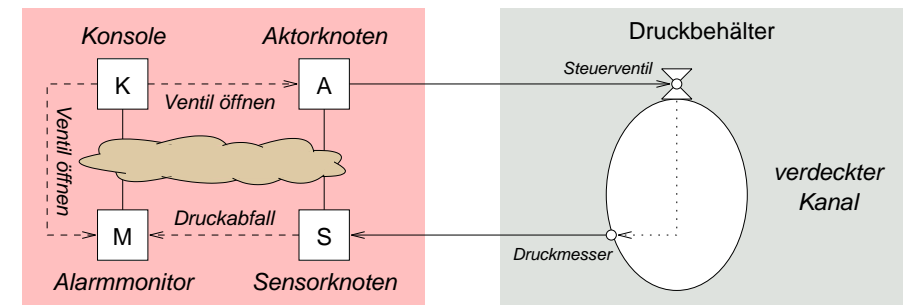 Konsole
Aktorknoten
Druckbehälter
K
A
Steuerventil
Ventil öffnen
Ventil öffnen
verdeckter
Kanal
Druckabfall
M
S
Druckmesser
Alarmmonitor
Sensorknoten